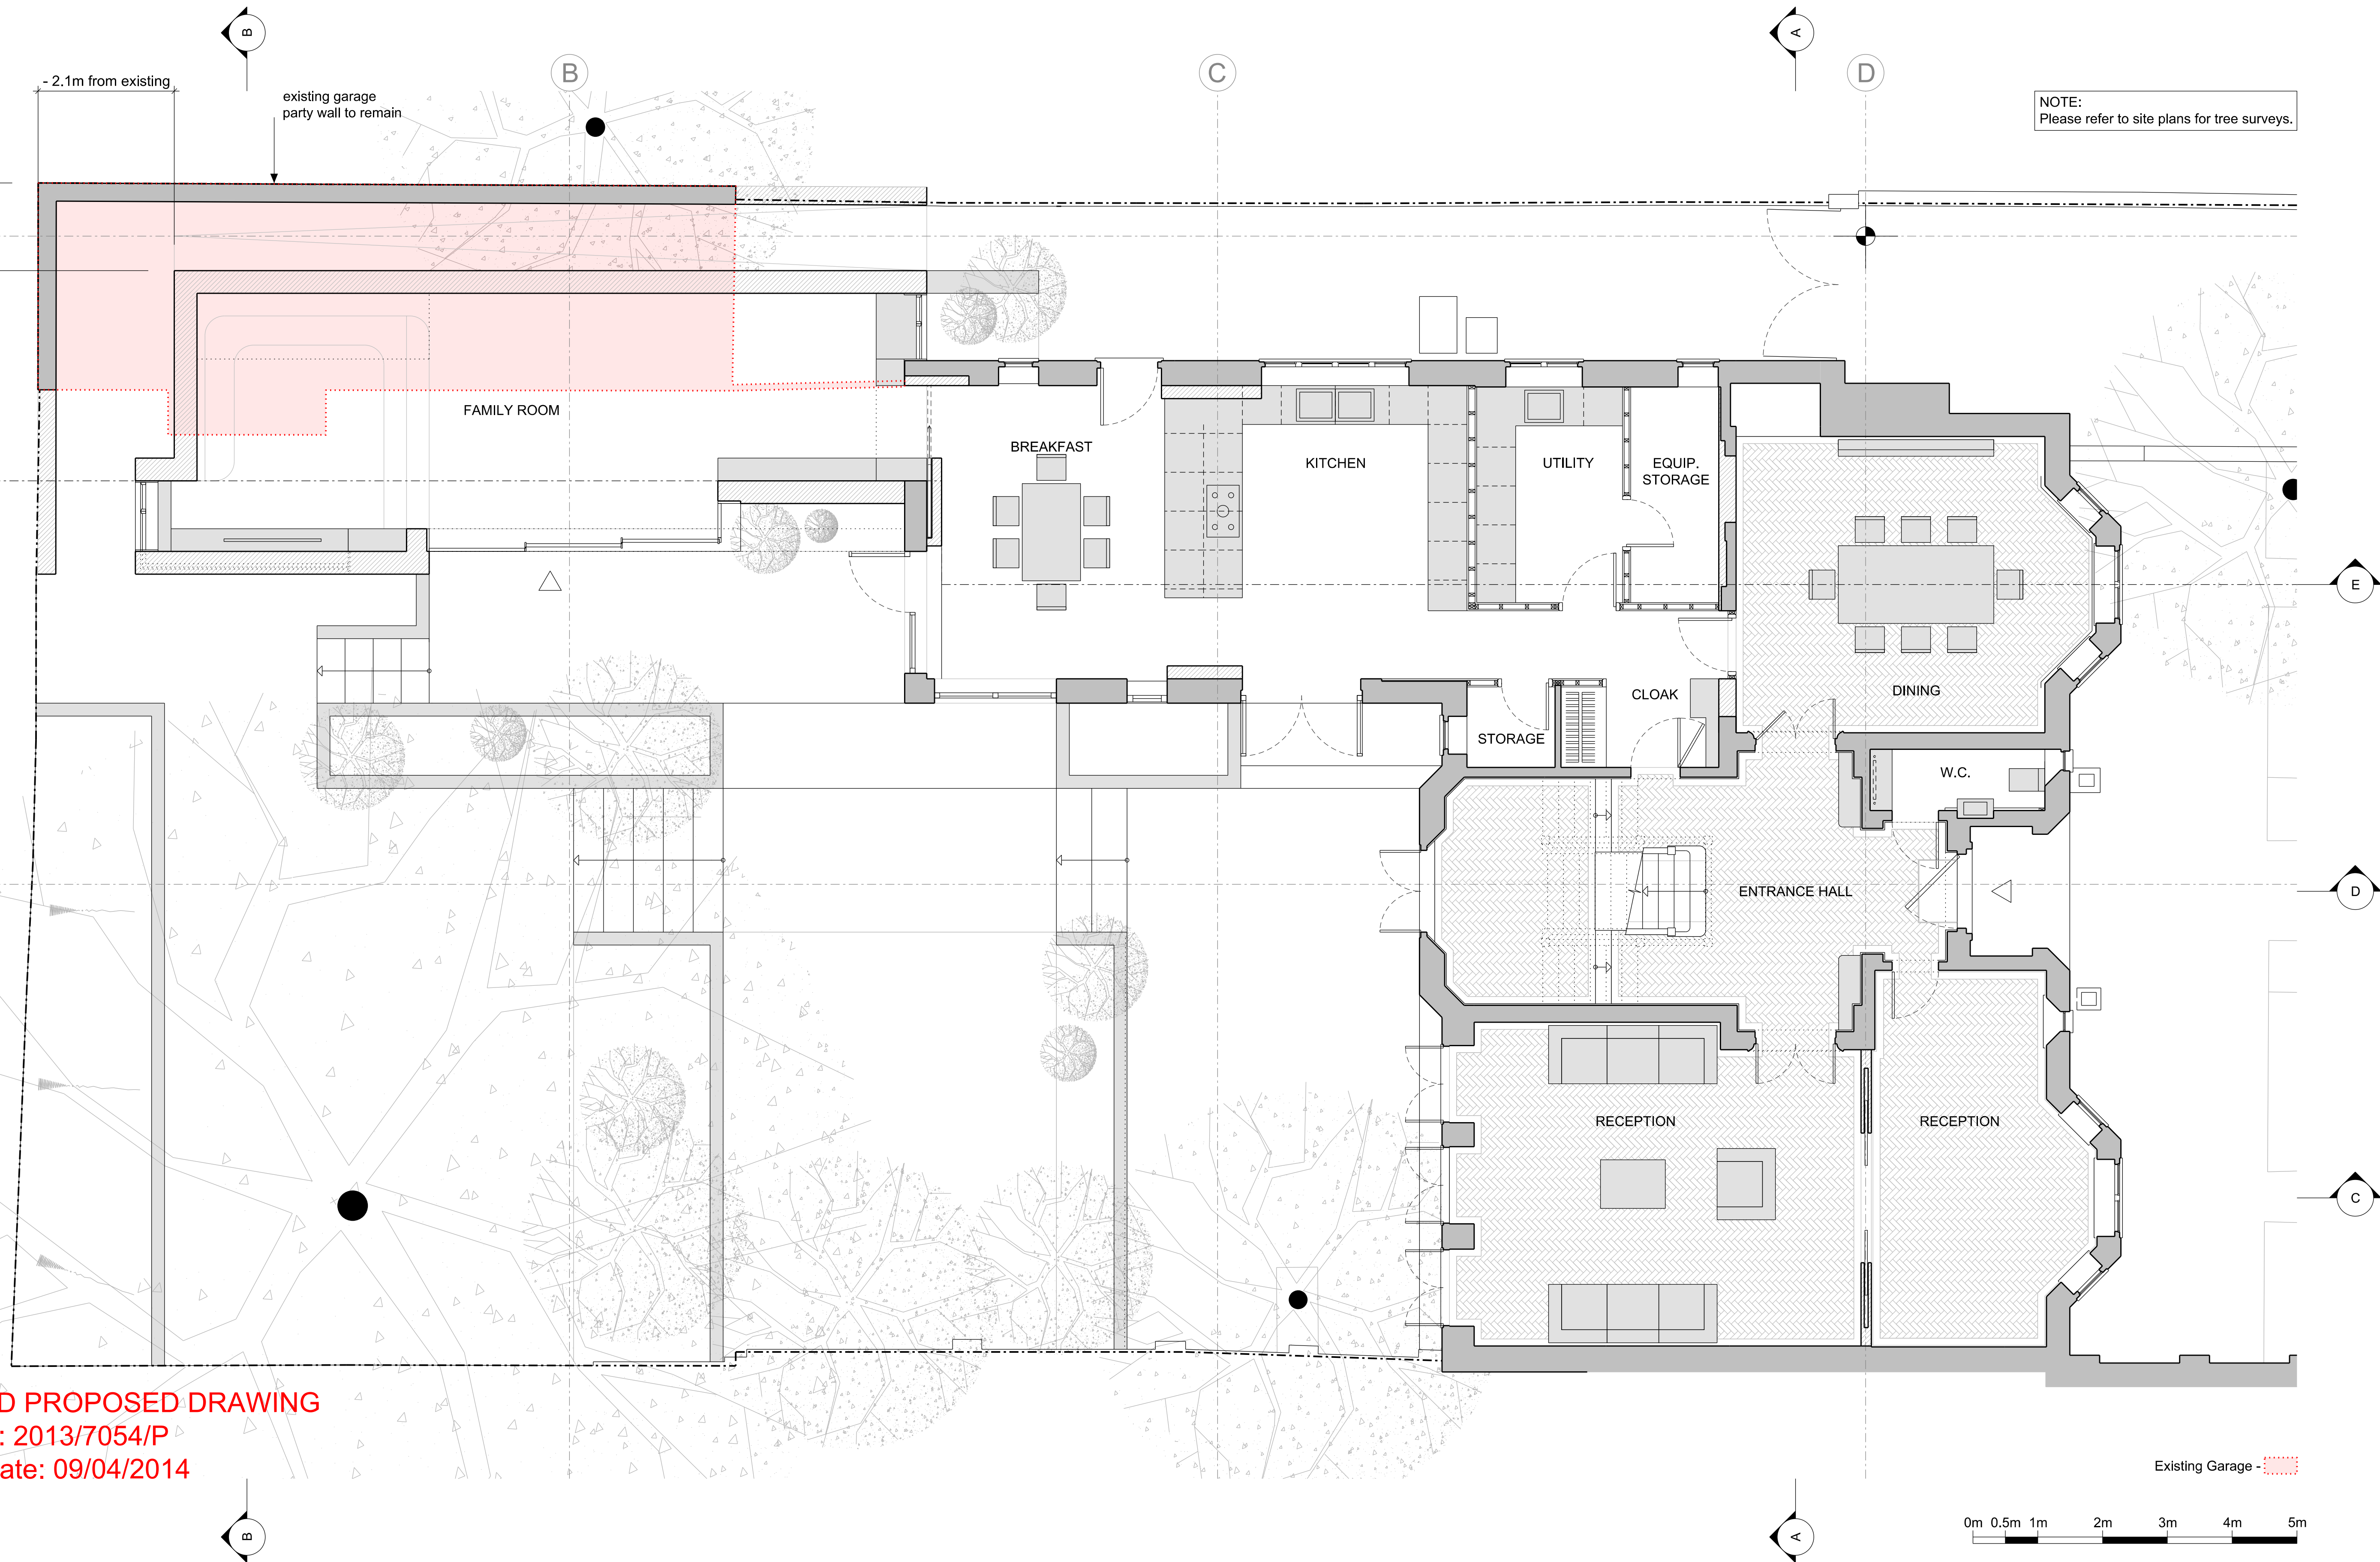 B
A
B
C
D
- 2.1m from existing
existing garage
party wall to remain
NOTE:
Please refer to site plans for tree surveys.
FAMILY ROOM
BREAKFAST
KITCHEN
UTILITY
EQUIP.
STORAGE
E
DINING
CLOAK
STORAGE
W.C.
ENTRANCE HALL
D
RECEPTION
RECEPTION
C
D PROPOSED DRAWING
: 2013/7054/P
ate: 09/04/2014
Existing Garage -
0m 0.5m 1m 2m 3m 4m 5m
B
A